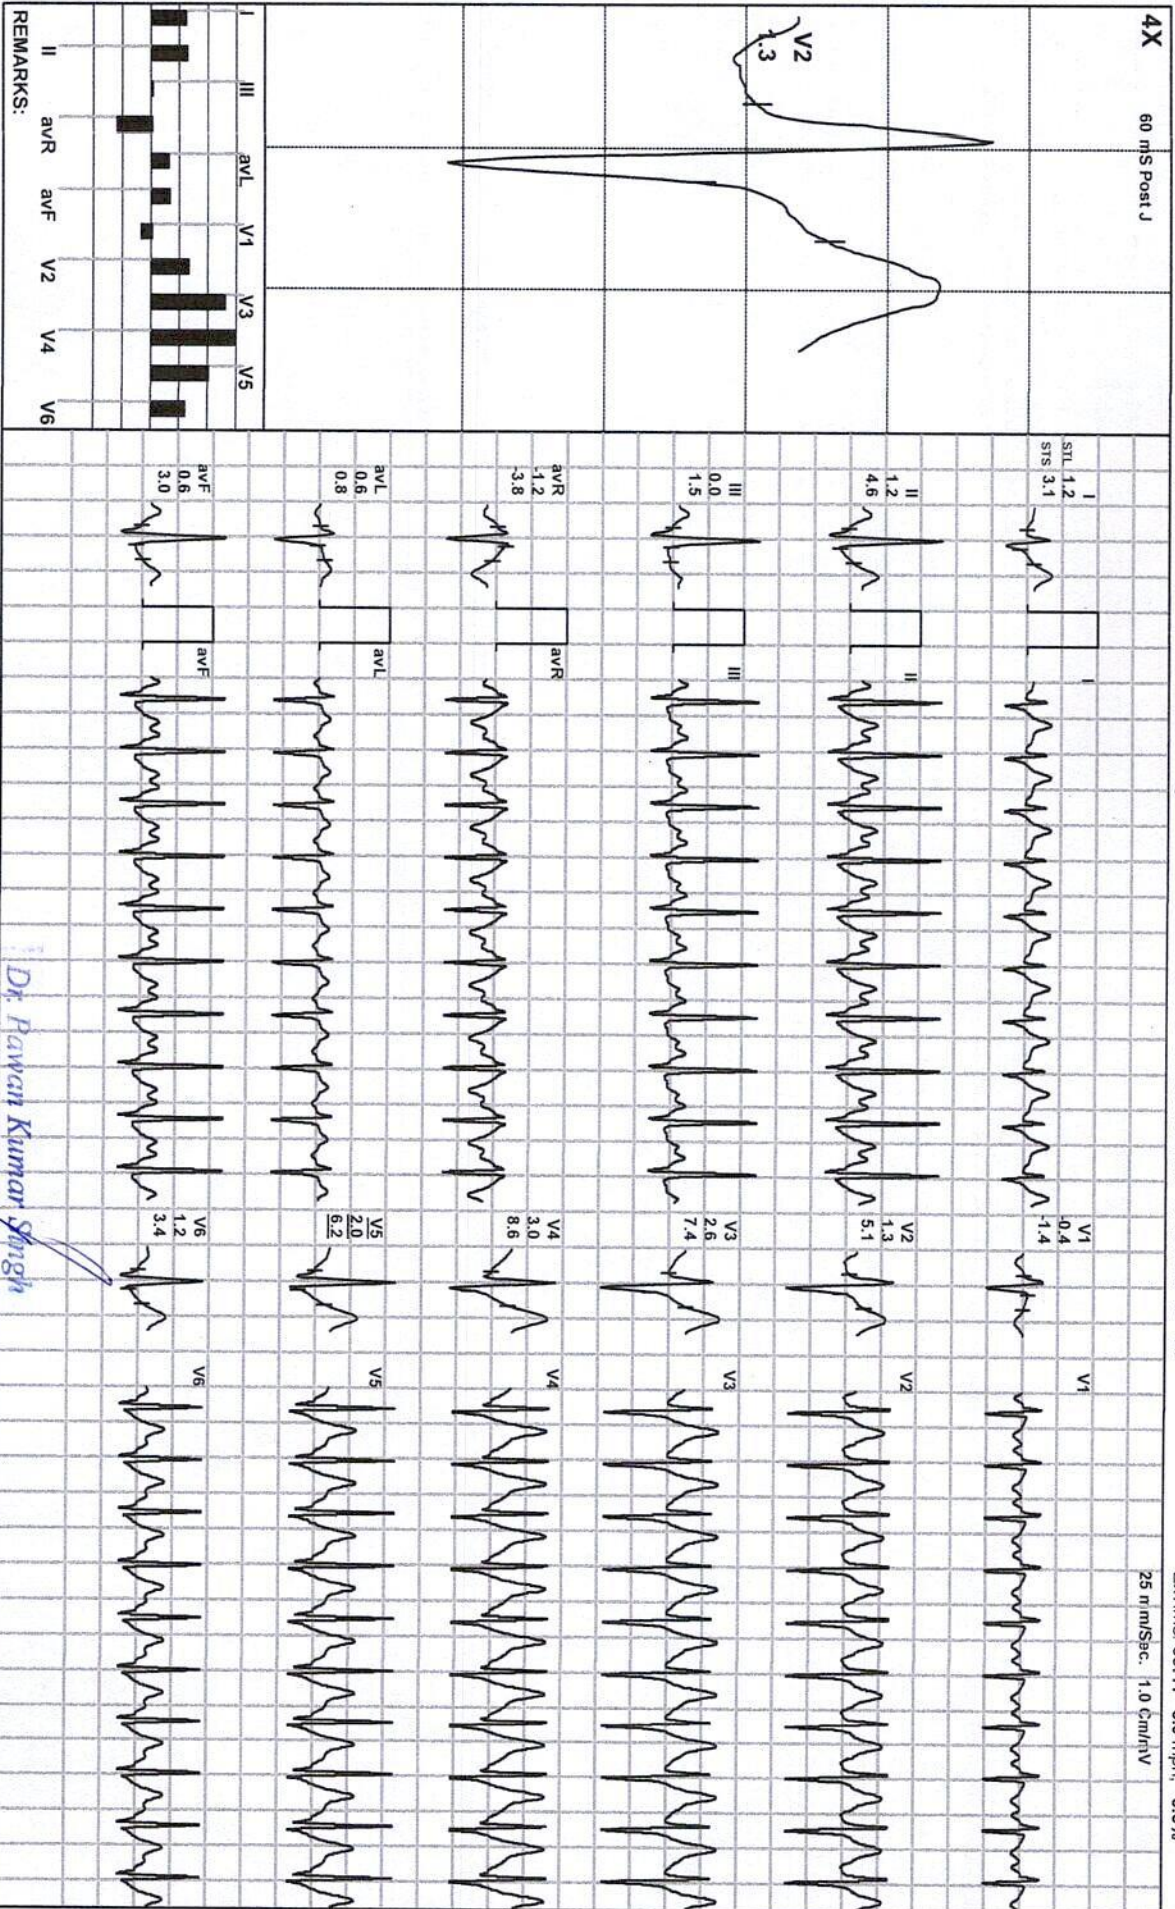 4X
60 mS Post J
V2
1.3
I
II
III
avR
avL
avF
V1
V2
V3
V4
V5
V6
REMARKS:
25 mm/Sec. 1.0 Cm/mV
I
STL 1.2
STS 3.1
I
II
1.2
4.6
II
III
0.0
1.5
III
avR
-1.2
-3.8
avR
avL
0.6
0.8
avL
avF
0.6
3.0
avF
V1
-0.4
-1.4
V1
V2
1.3
5.1
V2
V3
2.6
7.4
V3
V4
3.0
8.6
V4
V5
2.0
6.2
V5
V6
1.2
3.4
V6
Dr. Pawan Kumar Singh